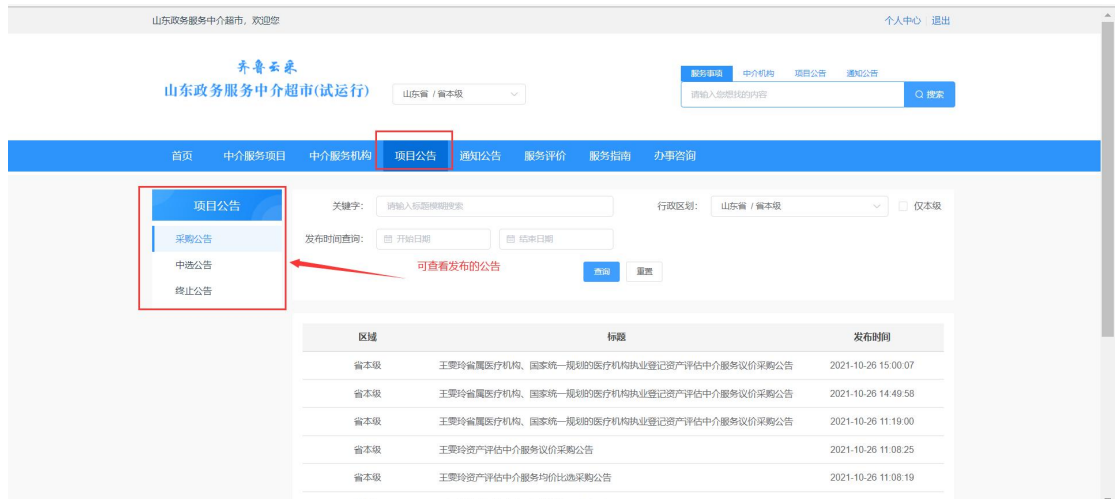 山东政务服务中介超市，欢迎您
个人中心 退出
齐鲁云采
山东政务服务中介超市(试运行)
山东省 / 省本级
服务事项 中介机构 项目公告 通知公告
请输入您想找的内容
搜索
首页 中介服务项目 中介服务机构 项目公告 通知公告 服务评价 服务指南 办事咨询
项目公告
采购公告
中选公告
终止公告
关键字： 请输入标题模糊搜索
行政区划： 山东省 / 省本级 仅本级
发布时间查询： 开始日期 结束日期
可查看发布的公告
查询 重置
区域 标题 发布时间
省本级 王雯玲省属医疗机构、国家统一规划的医疗机构执业登记资产评估中介服务议价采购公告 2021-10-26 15:00:07
省本级 王雯玲省属医疗机构、国家统一规划的医疗机构执业登记资产评估中介服务议价采购公告 2021-10-26 14:49:58
省本级 王雯玲省属医疗机构、国家统一规划的医疗机构执业登记资产评估中介服务议价采购公告 2021-10-26 11:19:00
省本级 王雯玲资产评估中介服务议价采购公告 2021-10-26 11:08:25
省本级 王雯玲资产评估中介服务均价比选采购公告 2021-10-26 11:08:19